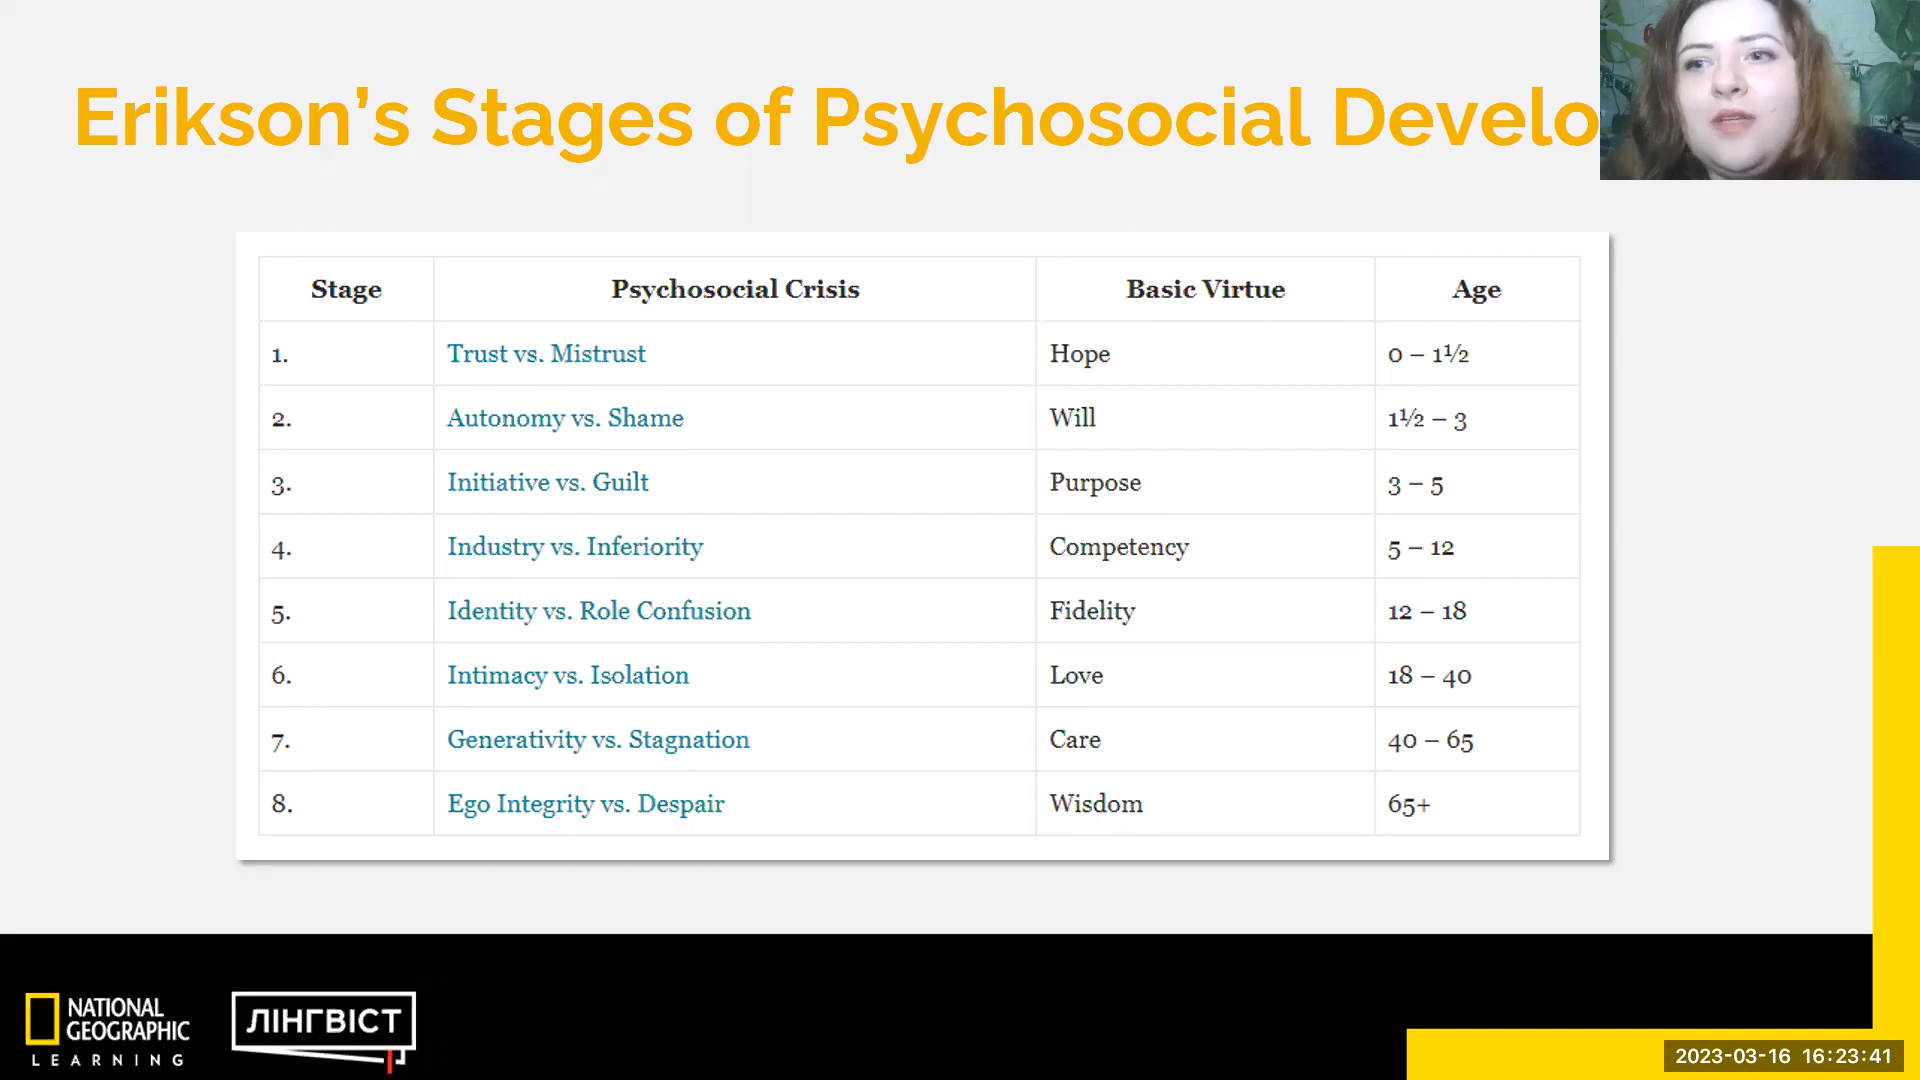 Erikson’s Stages of Psychosocial Develo
Stage Psychosocial Crisis Basic Virtue Age
1. Trust vs. Mistrust Hope 0 – 1½
2. Autonomy vs. Shame Will 1½ – 3
3. Initiative vs. Guilt Purpose 3 – 5
4. Industry vs. Inferiority Competency 5 – 12
5. Identity vs. Role Confusion Fidelity 12 – 18
6. Intimacy vs. Isolation Love 18 – 40
7. Generativity vs. Stagnation Care 40 – 65
8. Ego Integrity vs. Despair Wisdom 65+
NATIONAL
GEOGRAPHIC
LEARNING
ЛІНГВІСТ
2023-03-16 16:23:41